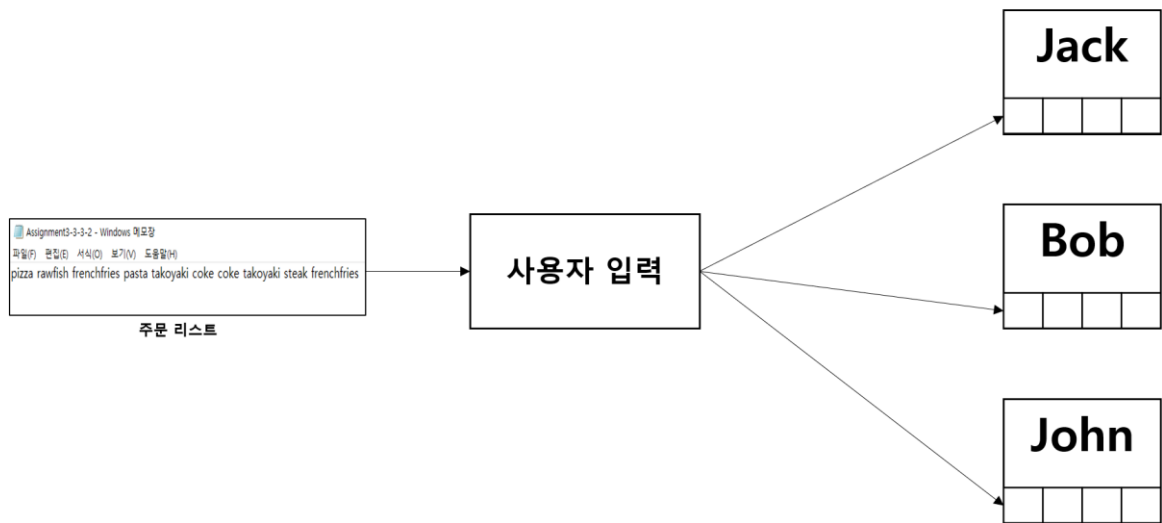 Assignment3-3-3-2 - Windows 메모장
파일(F) 편집(E) 서식(O) 보기(V) 도움말(H)
pizza rawfish frenchfries pasta takoyaki coke coke takoyaki steak frenchfries
주문 리스트
사용자 입력
Jack
Bob
John